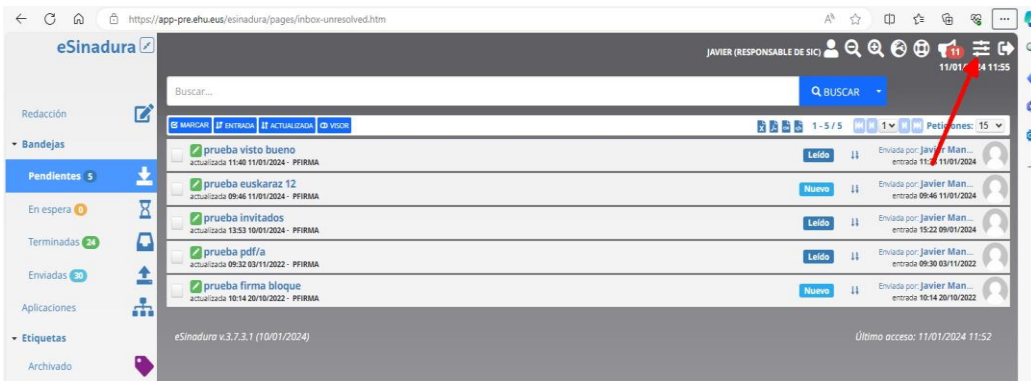 https://app-pre.ehu.eus/esinadura/pages/inbox-unresolved.htm
eSinadura
JAVIER (RESPONSABLE DE SIC)
11
11/01/2024 11:55
Buscar...
BUSCAR
MARCAR ENTRADA ACTUALIZADA VISOR
1 - 5 / 5 1 Peticiones: 15
Redacción
Bandejas
Pendientes 5
En espera 0
Terminadas 24
Enviadas 30
Aplicaciones
Etiquetas
Archivado
prueba visto bueno
actualizada 11:40 11/01/2024 - PFIRMA
Leído
Enviada por: Javier Man...
entrada 11/01/2024
prueba euskaraz 12
actualizada 09:46 11/01/2024 - PFIRMA
Nuevo
Enviada por: Javier Man...
entrada 09:46 11/01/2024
prueba invitados
actualizada 13:53 10/01/2024 - PFIRMA
Leído
Enviada por: Javier Man...
entrada 15:22 09/01/2024
prueba pdf/a
actualizada 09:32 03/11/2022 - PFIRMA
Leído
Enviada por: Javier Man...
entrada 09:30 03/11/2022
prueba firma bloque
actualizada 10:14 20/10/2022 - PFIRMA
Nuevo
Enviada por: Javier Man...
entrada 10:14 20/10/2022
eSinadura v.3.7.3.1 (10/01/2024)
Último acceso: 11/01/2024 11:52